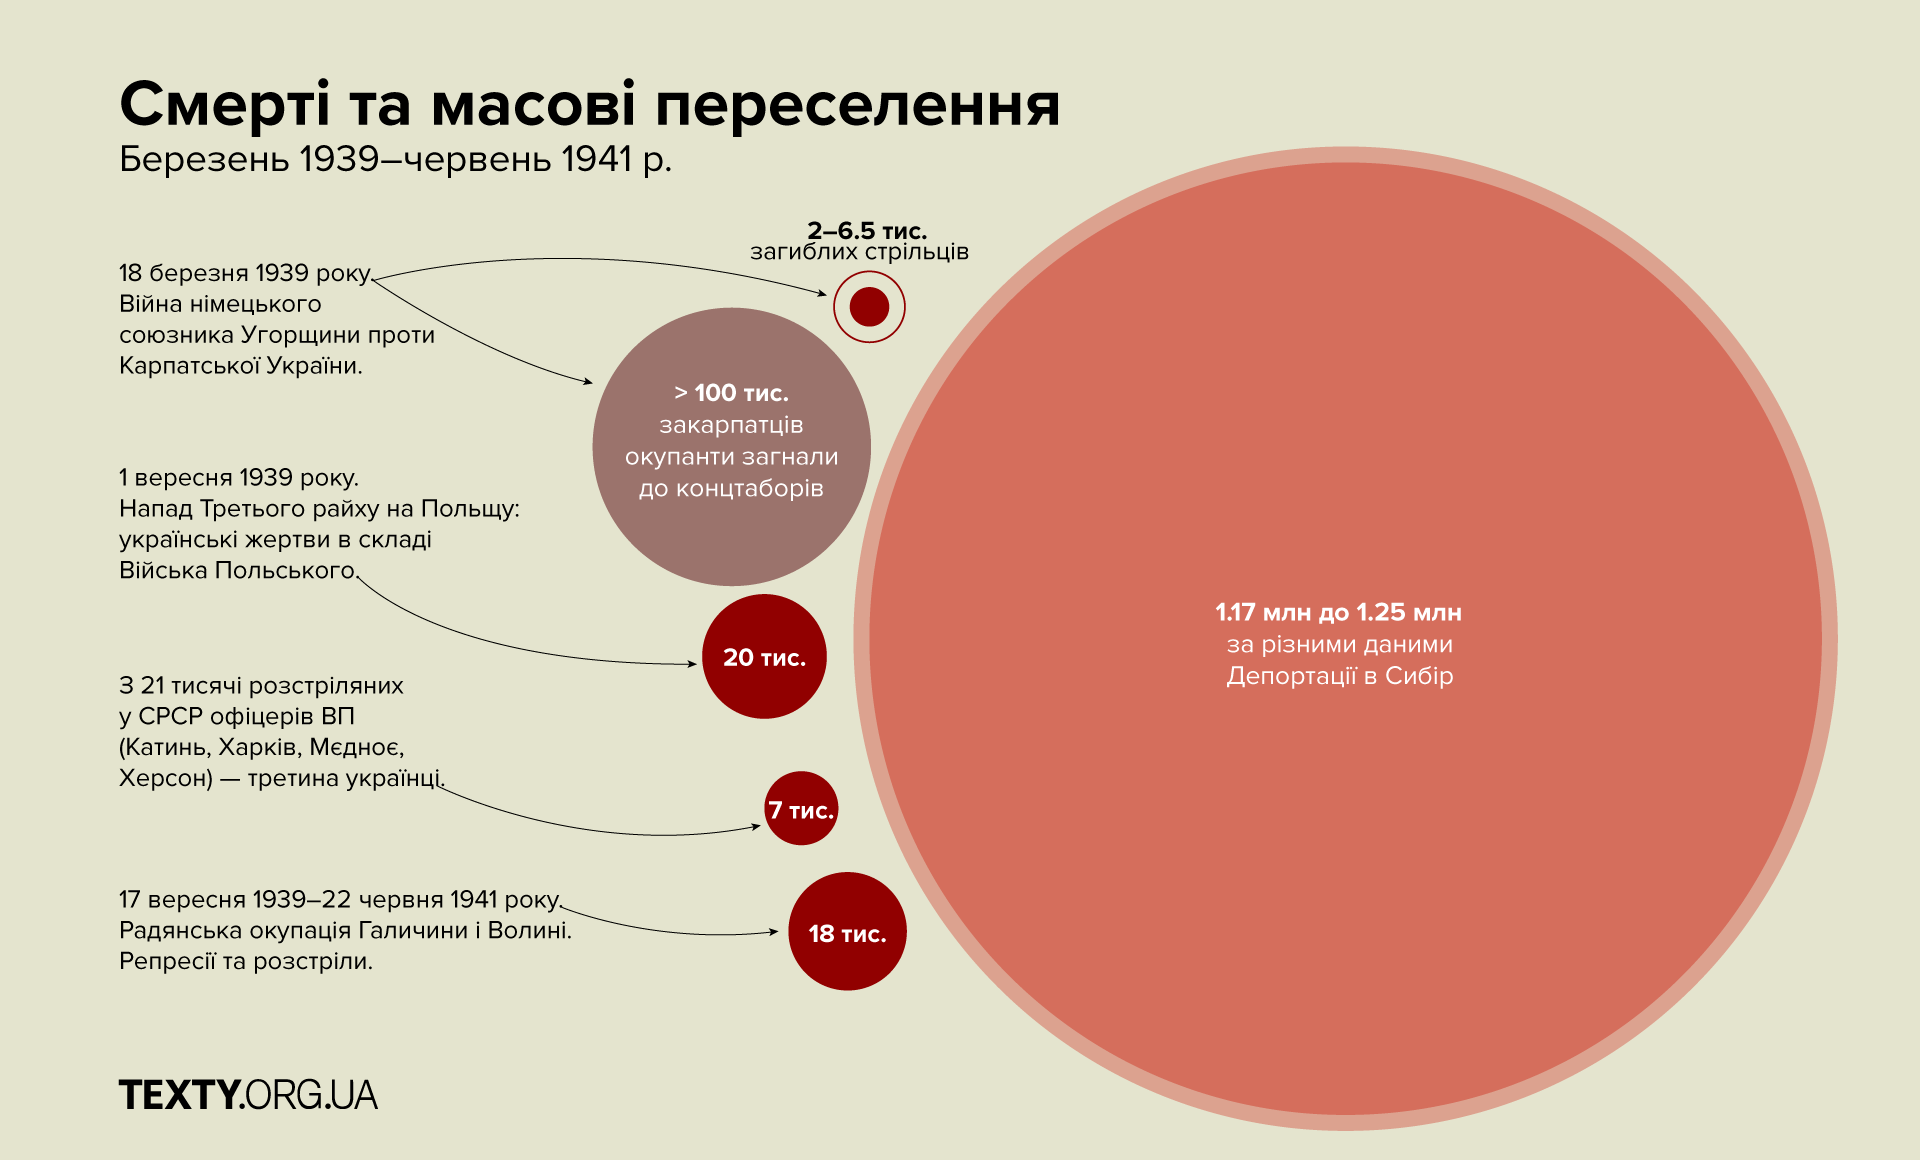 Смерті та масові переселення
Березень 1939–червень 1941 р.
2–6.5 тис.
загиблих стрільців
18 березня 1939 року.
Війна німецького
союзника Угорщини проти
Карпатської України.
> 100 тис.
закарпатців
окупанти загнали
до концтаборів
1 вересня 1939 року.
Напад Третього райху на Польщу:
українські жертви в складі
Війська Польського.
20 тис.
1.17 млн до 1.25 млн
за різними даними
Депортації в Сибір
З 21 тисячі розстріляних
у СРСР офіцерів ВП
(Катинь, Харків, Мєдноє,
Херсон) — третина українці.
7 тис.
17 вересня 1939–22 червня 1941 року.
Радянська окупація Галичини і Волині.
Репресії та розстріли.
18 тис.
TEXTY.ORG.UA